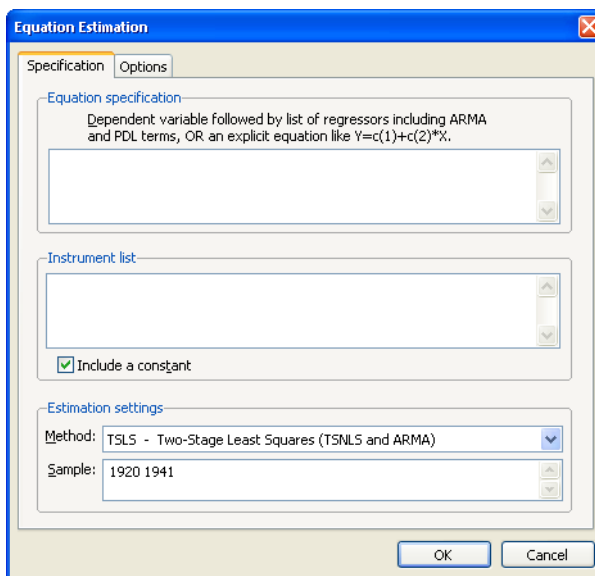 Equation Estimation
Specification
Options
Equation specification
Dependent variable followed by list of regressors including ARMA
and PDL terms, OR an explicit equation like Y=c(1)+c(2)*X.
Instrument list
Include a constant
Estimation settings
Method: TSLS - Two-Stage Least Squares (TSNLS and ARMA)
Sample: 1920 1941
OK
Cancel